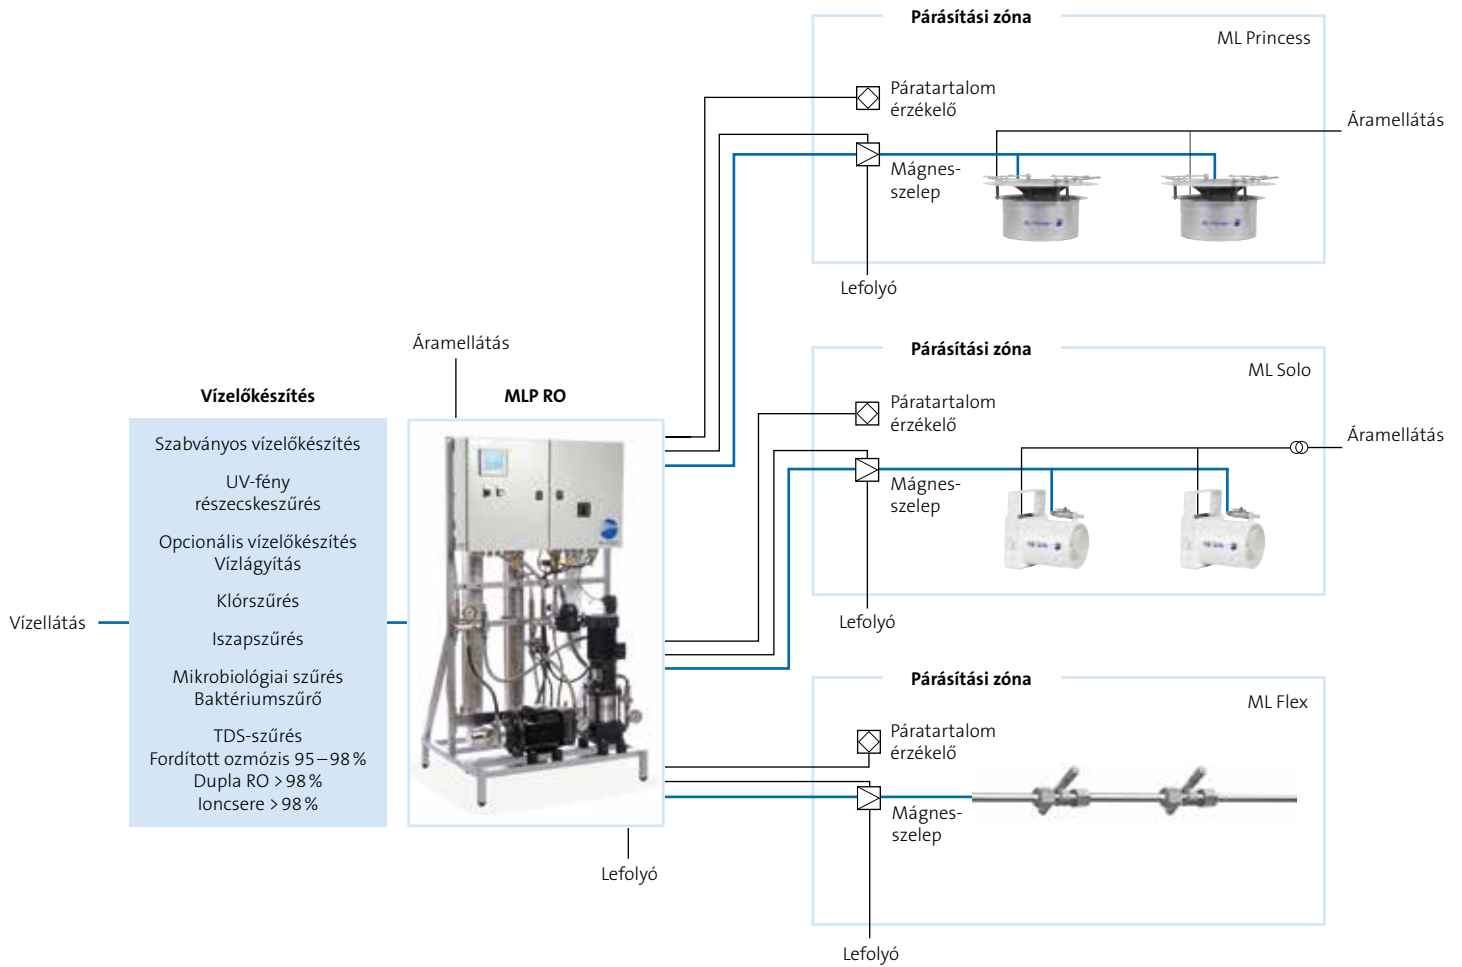 Párásítási zóna
ML Princess
Páratartalom
érzékelő
Áramellátás
Mágnes-
szelep
Lefolyó
Párásítási zóna
ML Solo
Páratartalom
érzékelő
Áramellátás
Mágnes-
szelep
Lefolyó
Párásítási zóna
ML Flex
Páratartalom
érzékelő
Mágnes-
szelep
Lefolyó
Áramellátás
MLP RO
Lefolyó
Vízelőkészítés
Szabványos vízelőkészítés
UV-fény
részecskeszűrés
Opcionális vízelőkészítés
Vízlágyítás
Klórszűrés
Iszapszűrés
Mikrobiológiai szűrés
Baktériumszűrő
TDS-szűrés
Fordított ozmózis 95–98 %
Dupla RO > 98 %
Ioncsere > 98 %
Vízellátás